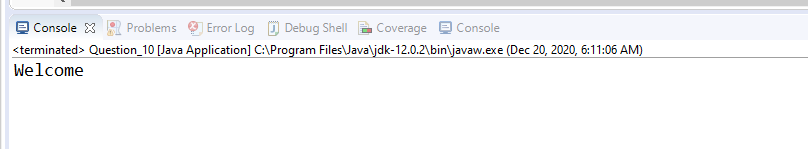 Console Problems Error Log Debug Shell Coverage Console
<terminated> Question_10 [Java Application] C:\Program Files\Java\jdk-12.0.2\bin\javaw.exe (Dec 20, 2020, 6:11:06 AM)
Welcome